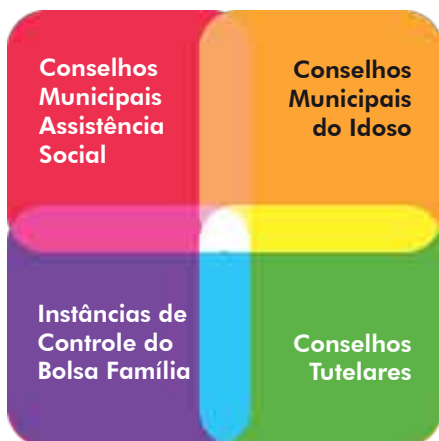 Conselhos
Municipais
Assistência
Social
Conselhos
Municipais
do Idoso
Instâncias de
Controle do
Bolsa Família
Conselhos
Tutelares